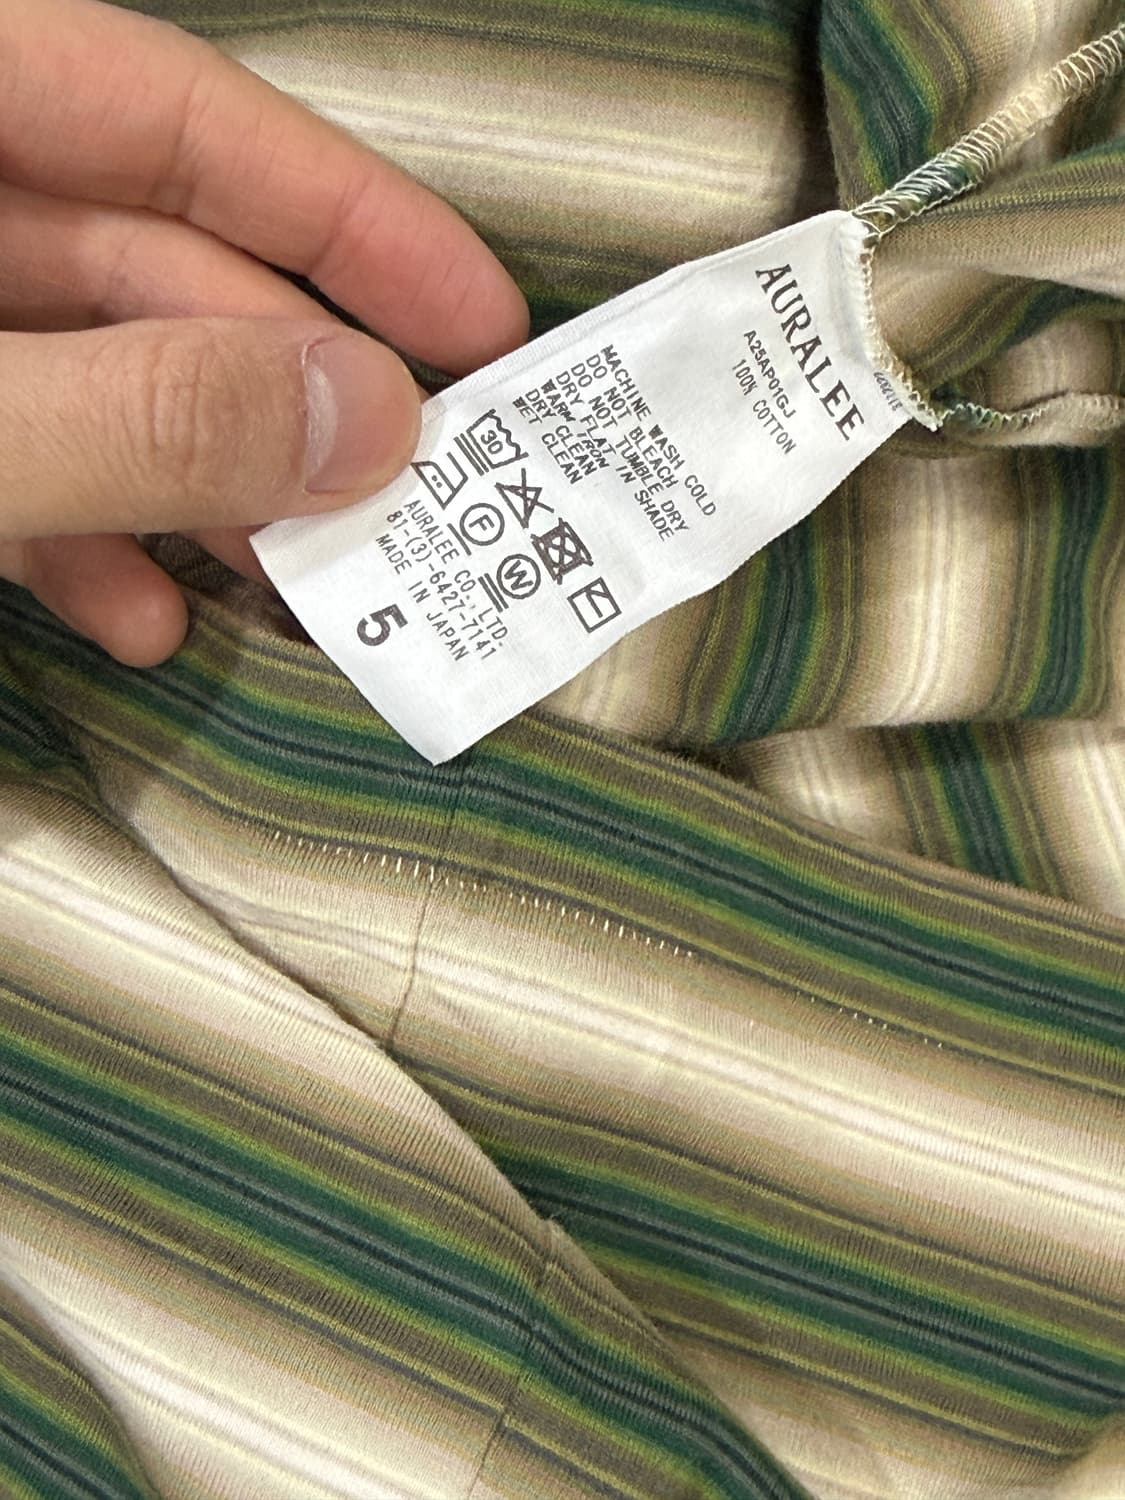 AURALEE
A25AP01GJ
100% COTTON
MACHINE WASH COLD
DO NOT BLEACH
DO NOT TUMBLE DRY
DRY FLAT IN SHADE
WARM IRON
DRY CLEAN
WET CLEAN
30
F
W
AURALEE CO.,LTD.
81-(3)-6427-7141
MADE IN JAPAN
5